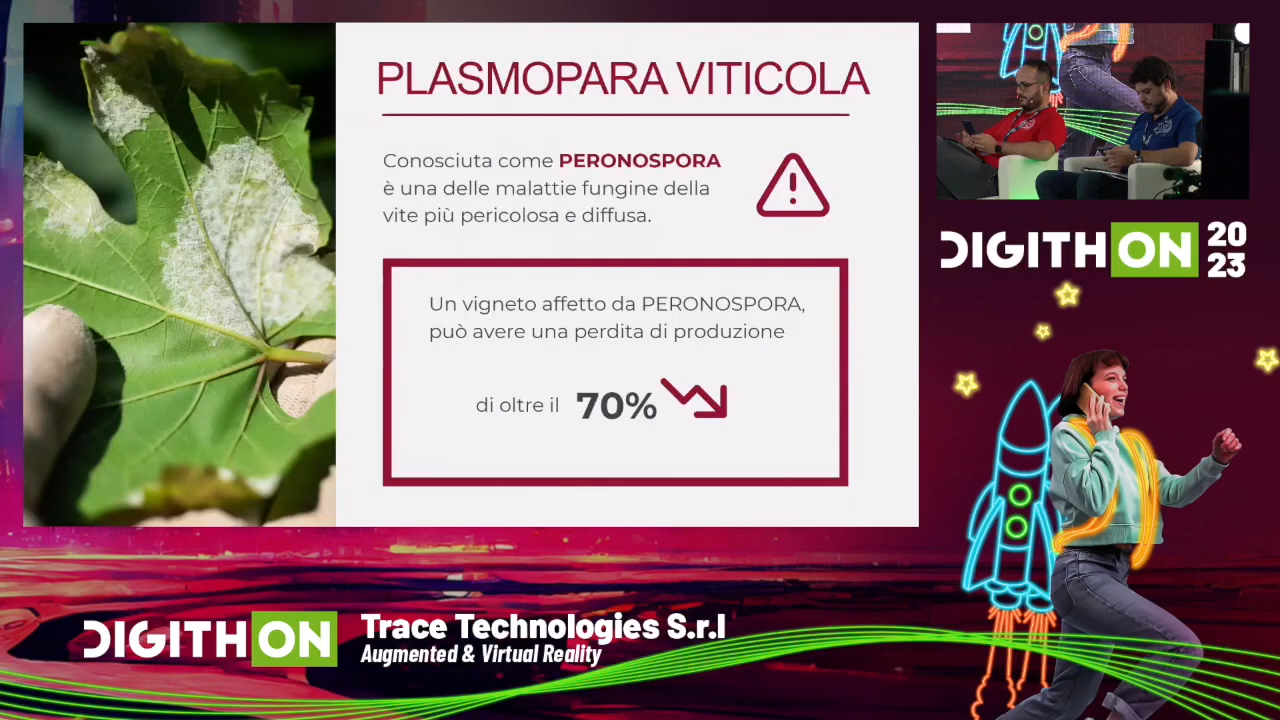 PLASMOPARA VITICOLA
Conosciuta come PERONOSPORA
è una delle malattie fungine della
vite più pericolosa e diffusa.
Un vigneto affetto da PERONOSPORA,
può avere una perdita di produzione
di oltre il 70%
DIGITHON 20
23
DIGITHON
Trace Technologies S.r.l
Augmented & Virtual Reality